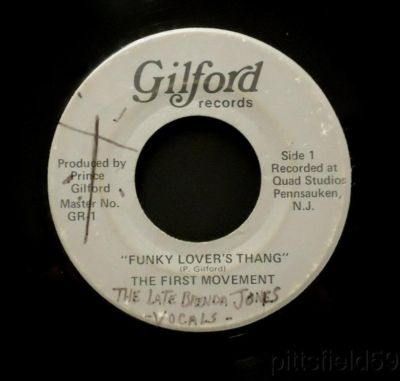 Gilford
records
Produced by
Prince
Gilford
Master No.
GR-1
Side 1
Recorded at
Quad Studios
Pennsauken,
N.J.
"FUNKY LOVER'S THANG"
(P. Gilford)
THE FIRST MOVEMENT
THE LATE BRENDA JONES
-VOCALS-
pittsfield59